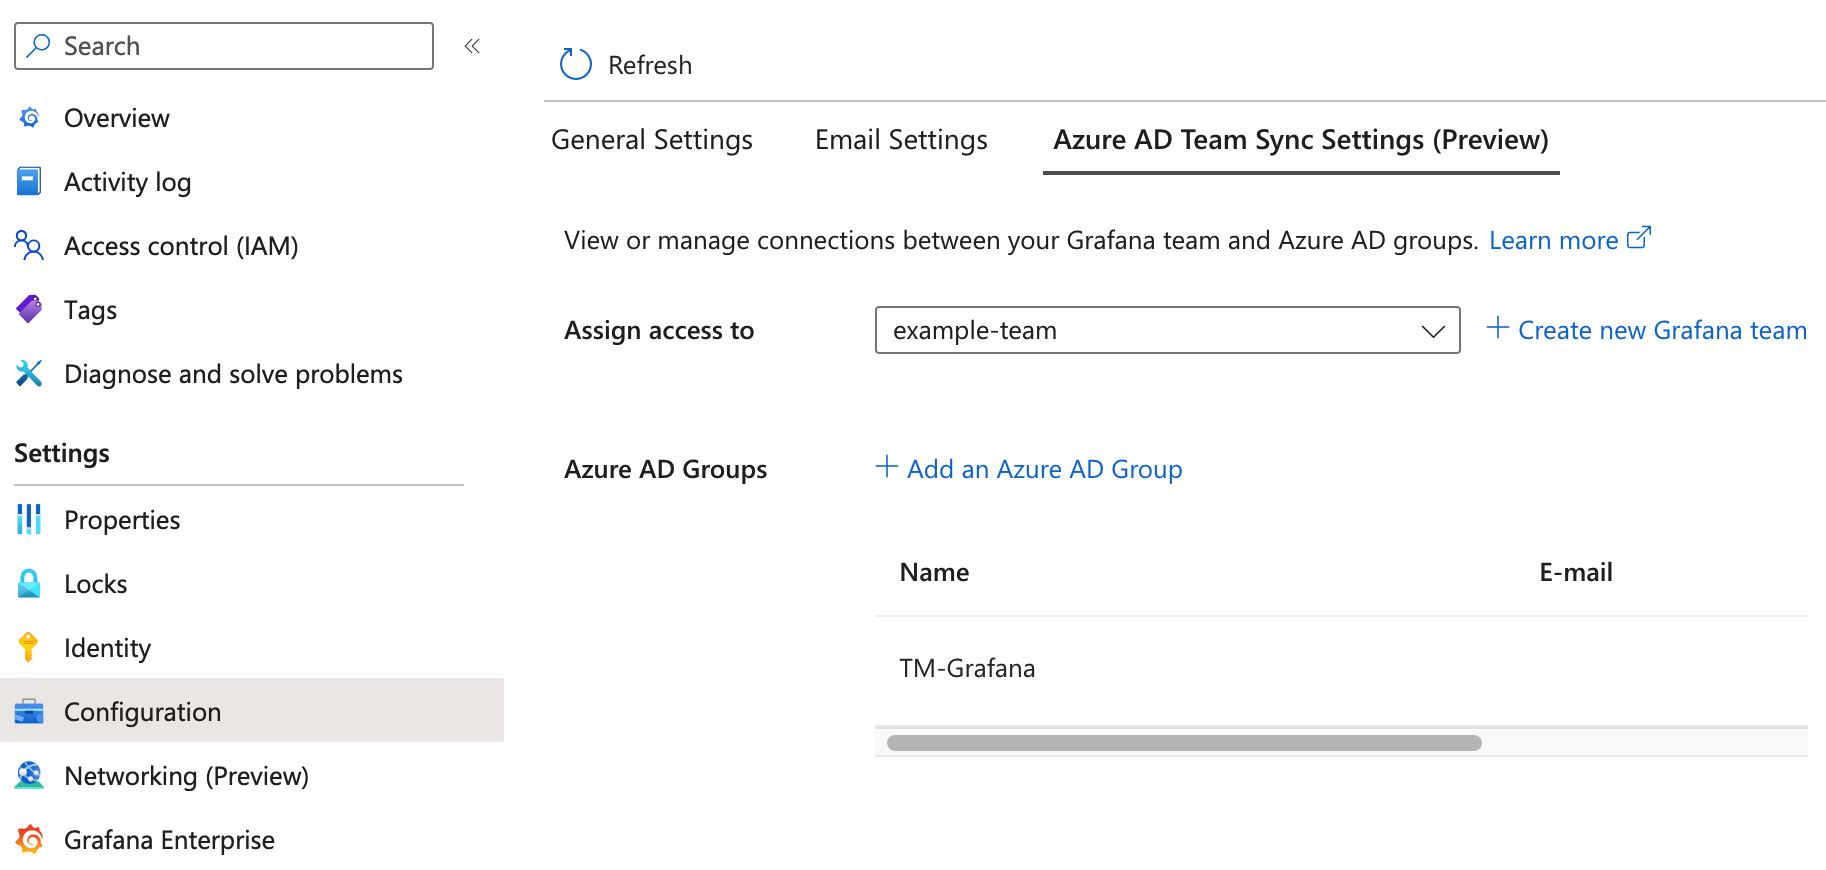 Search
Overview
Activity log
Access control (IAM)
Tags
Diagnose and solve problems
Settings
Properties
Locks
Identity
Configuration
Networking (Preview)
Grafana Enterprise
Refresh
General Settings
Email Settings
Azure AD Team Sync Settings (Preview)
View or manage connections between your Grafana team and Azure AD groups. Learn more
Assign access to
example-team
Create new Grafana team
Azure AD Groups
Add an Azure AD Group
Name
E-mail
TM-Grafana